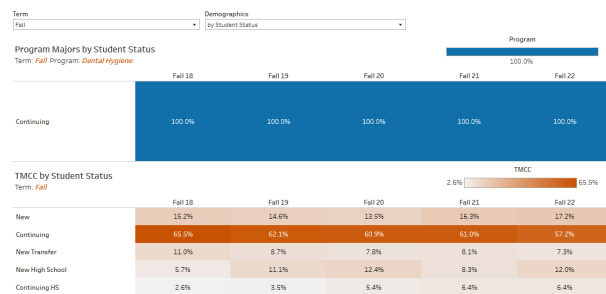 Term Demographics
Fall by Student Status
Program
Program Majors by Student Status
Term: Fall Program: Dental Hygiene.
100.0%
Fall 18 Fall 19 Fall 20 Fall 21 Fall 22
Continuing 100.0% 100.0% 100.0% 100.0% 100.0%
TMCC
TMCC by Student Status
2.6% 65.5%
Term: Fall
Fall 18 Fall 19 Fall 20 Fall 21 Fall 22
New 15.2% 14.6% 13.5% 16.3% 17.2%
Continuing 65.5% 62.1% 60.9% 61.0% 57.2%
New Transfer 11.0% 8.7% 7.8% 8.1% 7.3%
New High School 5.7% 11.1% 12.4% 8.3% 12.0%
Continuing HS 2.6% 3.5% 5.4% 6.4% 6.4%